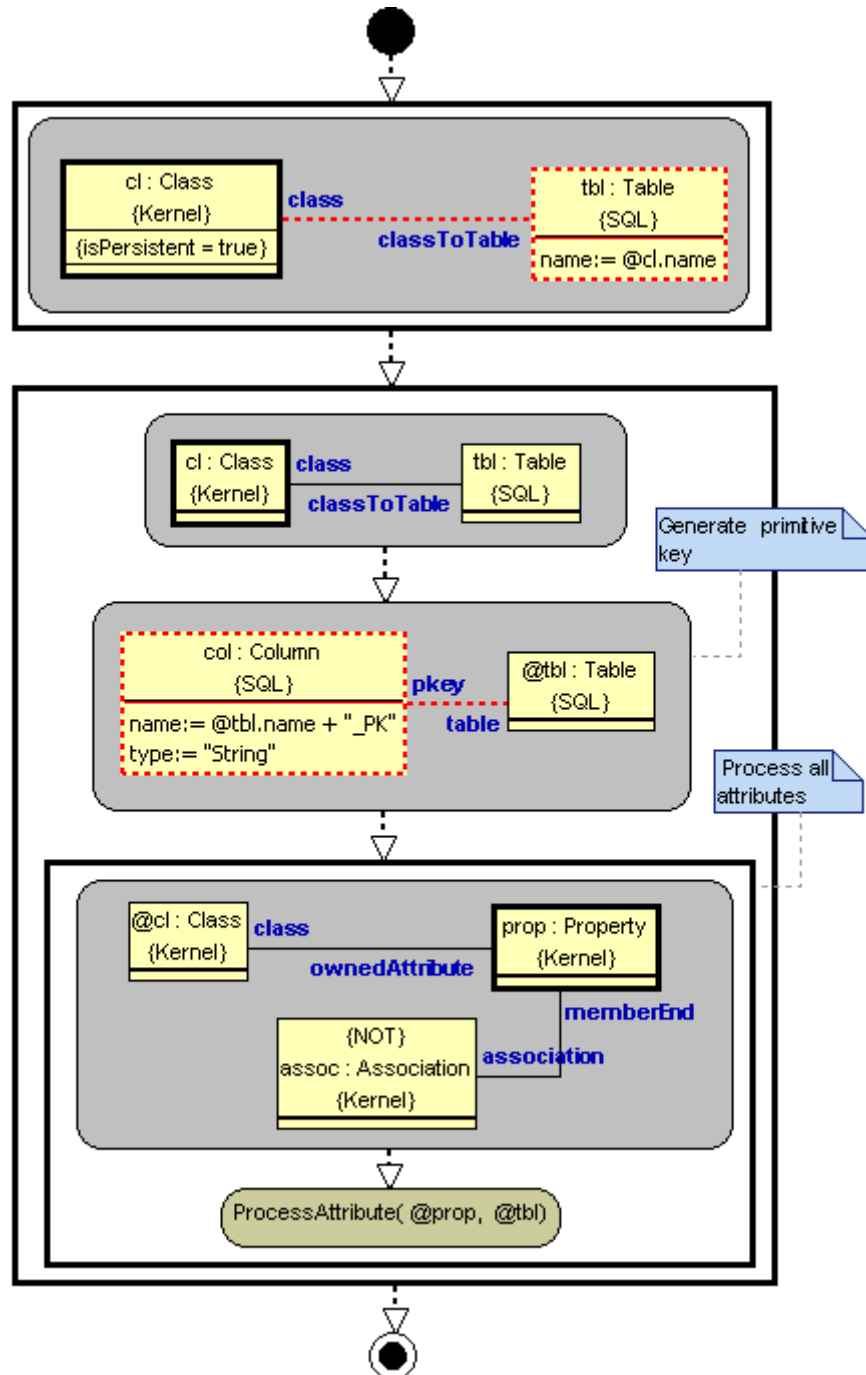 cl : Class
{Kernel}
{isPersistent = true}
class
classToTable
tbl : Table
{SQL}
name:= @cl.name
cl : Class
{Kernel}
class
classToTable
tbl : Table
{SQL}
Generate primitive
key
col : Column
{SQL}
name:= @tbl.name + "_PK"
type:= "String"
pkey
table
@tbl : Table
{SQL}
Process all
attributes
@cl : Class
{Kernel}
class
ownedAttribute
prop : Property
{Kernel}
memberEnd
{NOT}
assoc : Association
{Kernel}
association
ProcessAttribute( @prop, @tbl)